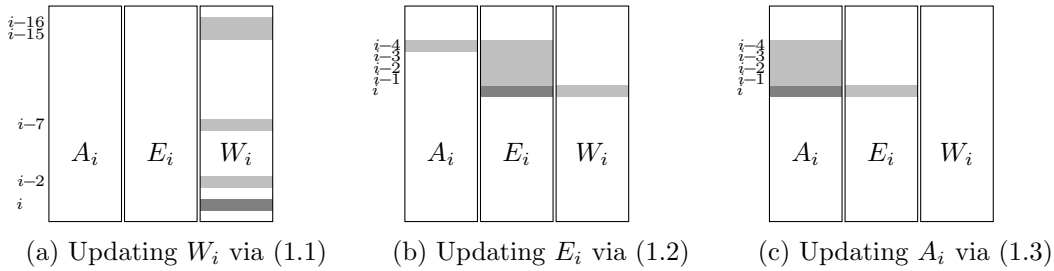 i−16
i−15
i−7
i−2
i
A_i E_i W_i
(a) Updating W_i via (1.1)
i−4
i−3
i−2
i−1
i
A_i E_i W_i
(b) Updating E_i via (1.2)
i−4
i−3
i−2
i−1
i
A_i E_i W_i
(c) Updating A_i via (1.3)